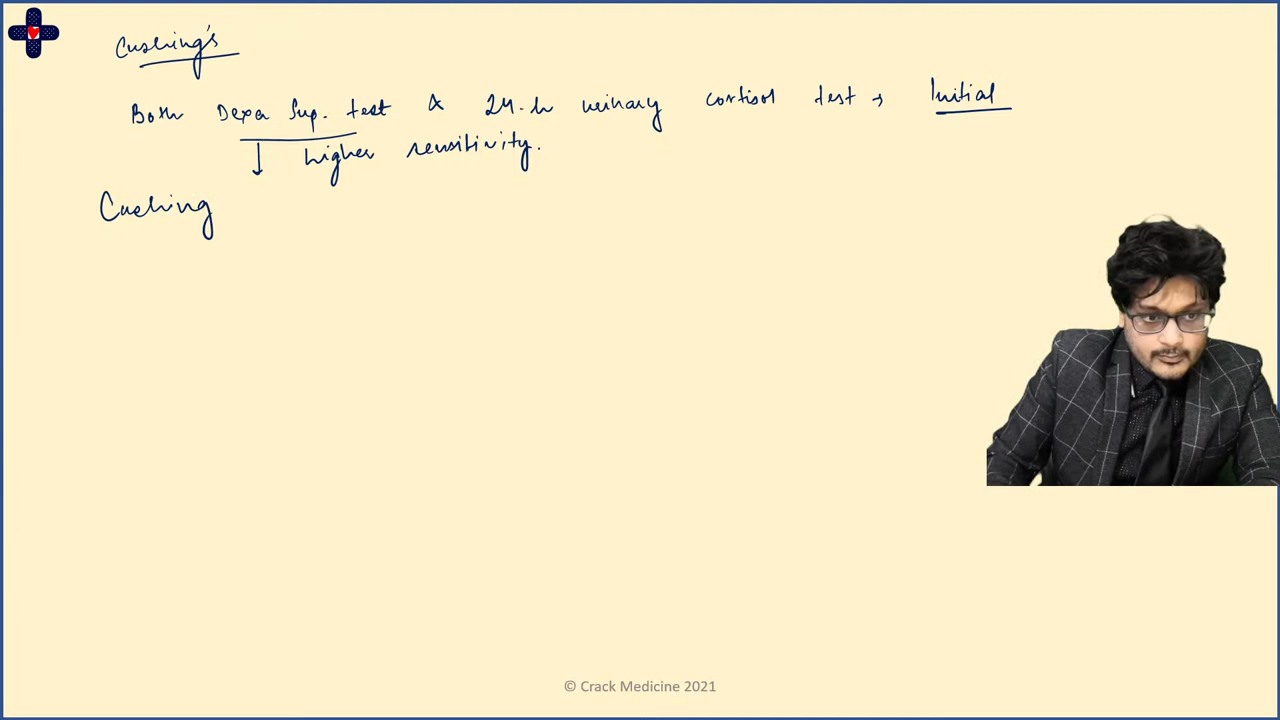 Cushing's
Both Dexa Sup. test & 24.h urinary cortisol test → Initial
↓ higher sensitivity.
Cushing
© Crack Medicine 2021